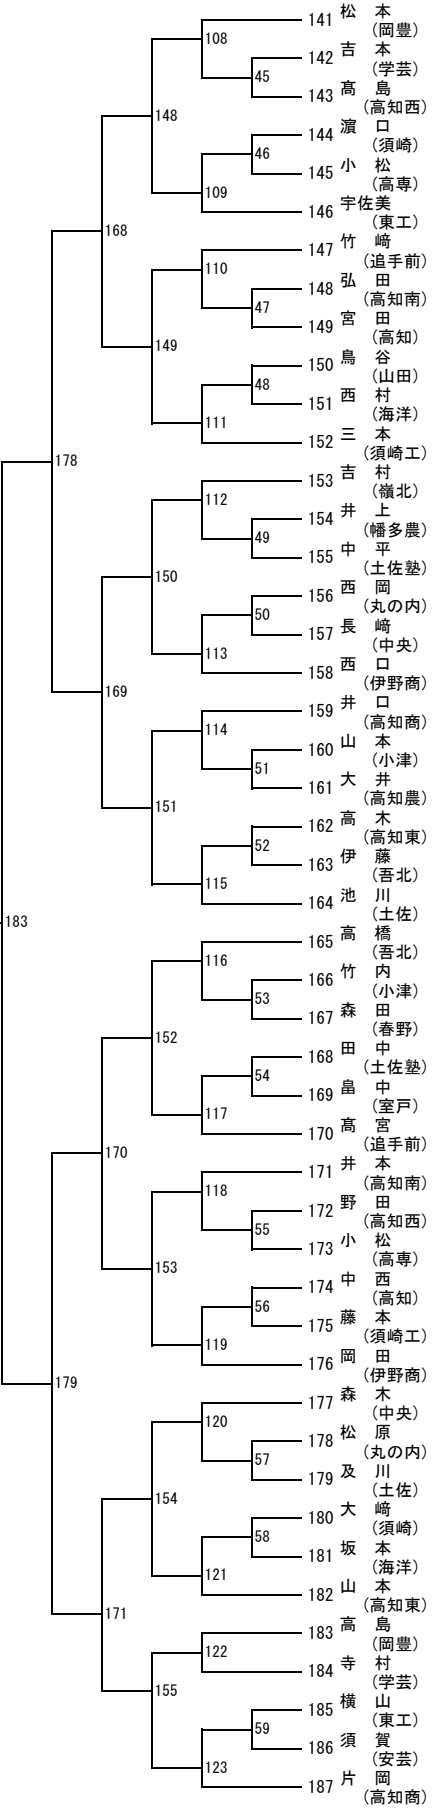 141 松 本
(岡豊)
108
142 吉 本
(学芸)
45
143 髙 島
(高知西)
148
144 濵 口
(須崎)
46
145 小 松
(高専)
109
146 宇佐美
(東工)
168
147 竹 﨑
(追手前)
110
148 弘 田
(高知南)
47
149 宮 田
(高知)
149
150 鳥 谷
(山田)
48
151 西 村
(海洋)
111
152 三 本
(須崎工)
178
153 吉 村
(嶺北)
112
154 井 上
(幡多農)
49
155 中 平
(土佐塾)
150
156 西 岡
(丸の内)
50
157 長 﨑
(中央)
113
158 西 口
(伊野商)
169
159 井 口
(高知商)
114
160 山 本
(小津)
51
161 大 井
(高知農)
151
162 高 木
(高知東)
52
163 伊 藤
(吾北)
115
164 池 川
(土佐)
183
165 高 橋
(吾北)
116
166 竹 内
(小津)
53
167 森 田
(春野)
152
168 田 中
(土佐塾)
54
169 畠 中
(室戸)
117
170 髙 宮
(追手前)
170
171 井 本
(高知南)
118
172 野 田
(高知西)
55
173 小 松
(高専)
153
174 中 西
(高知)
56
175 藤 本
(須崎工)
119
176 岡 田
(伊野商)
179
177 森 木
(中央)
120
178 松 原
(丸の内)
57
179 及 川
(土佐)
154
180 大 﨑
(須崎)
58
181 坂 本
(海洋)
121
182 山 本
(高知東)
171
183 高 島
(岡豊)
122
184 寺 村
(学芸)
155
185 横 山
(東工)
59
186 須 賀
(安芸)
123
187 片 岡
(高知商)